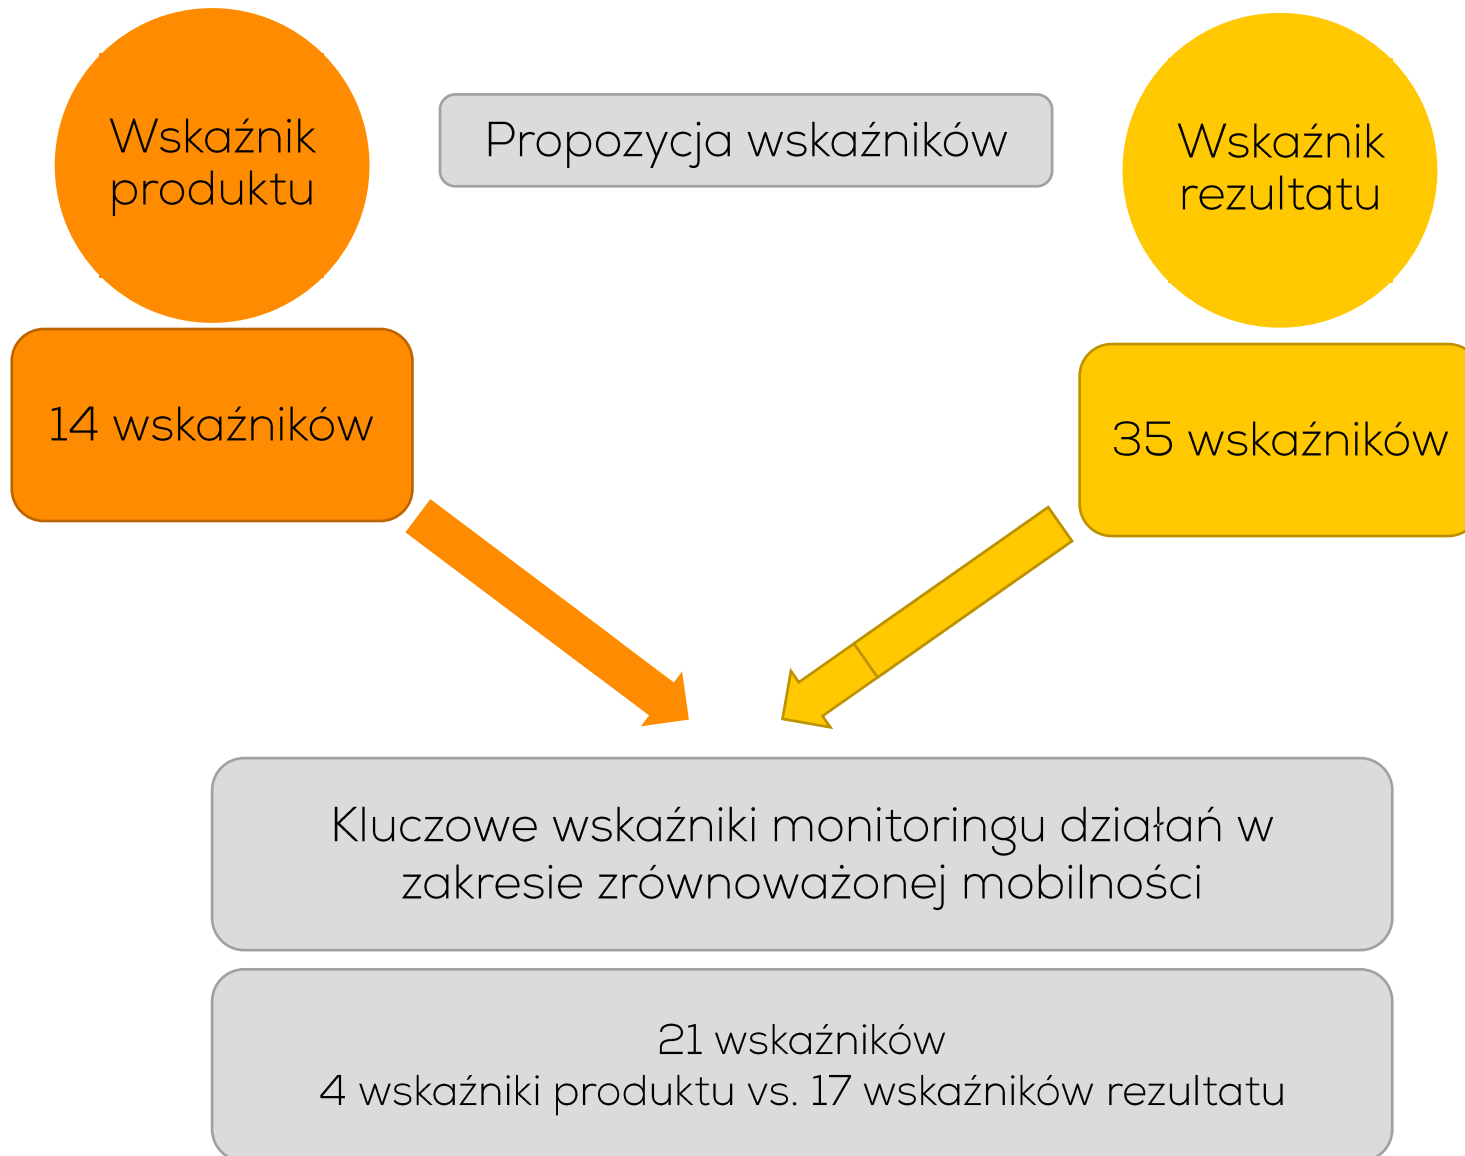 Wskaźnik
produktu
Propozycja wskaźników
Wskaźnik
rezultatu
14 wskaźników
35 wskaźników
Kluczowe wskaźniki monitoringu działań w
zakresie zrównoważonej mobilności
21 wskaźników
4 wskaźniki produktu vs. 17 wskaźników rezultatu